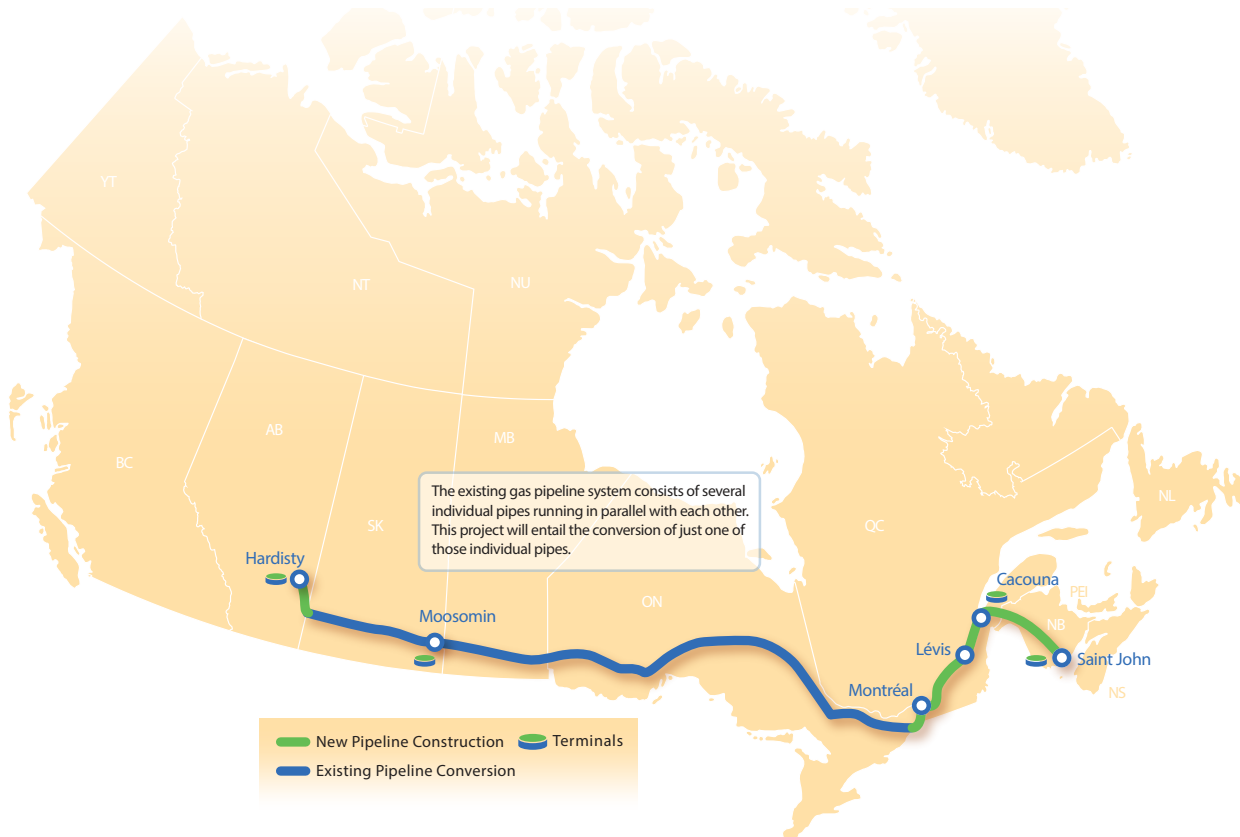 YT
NT
NU
AB
MB
BC
SK
QC
NL
The existing gas pipeline system consists of several
individual pipes running in parallel with each other.
This project will entail the conversion of just one of
those individual pipes.
Hardisty
Cacouna
PEI
ON
Moosomin
NB
Lévis
Saint John
Montréal
NS
New Pipeline Construction
Terminals
Existing Pipeline Conversion